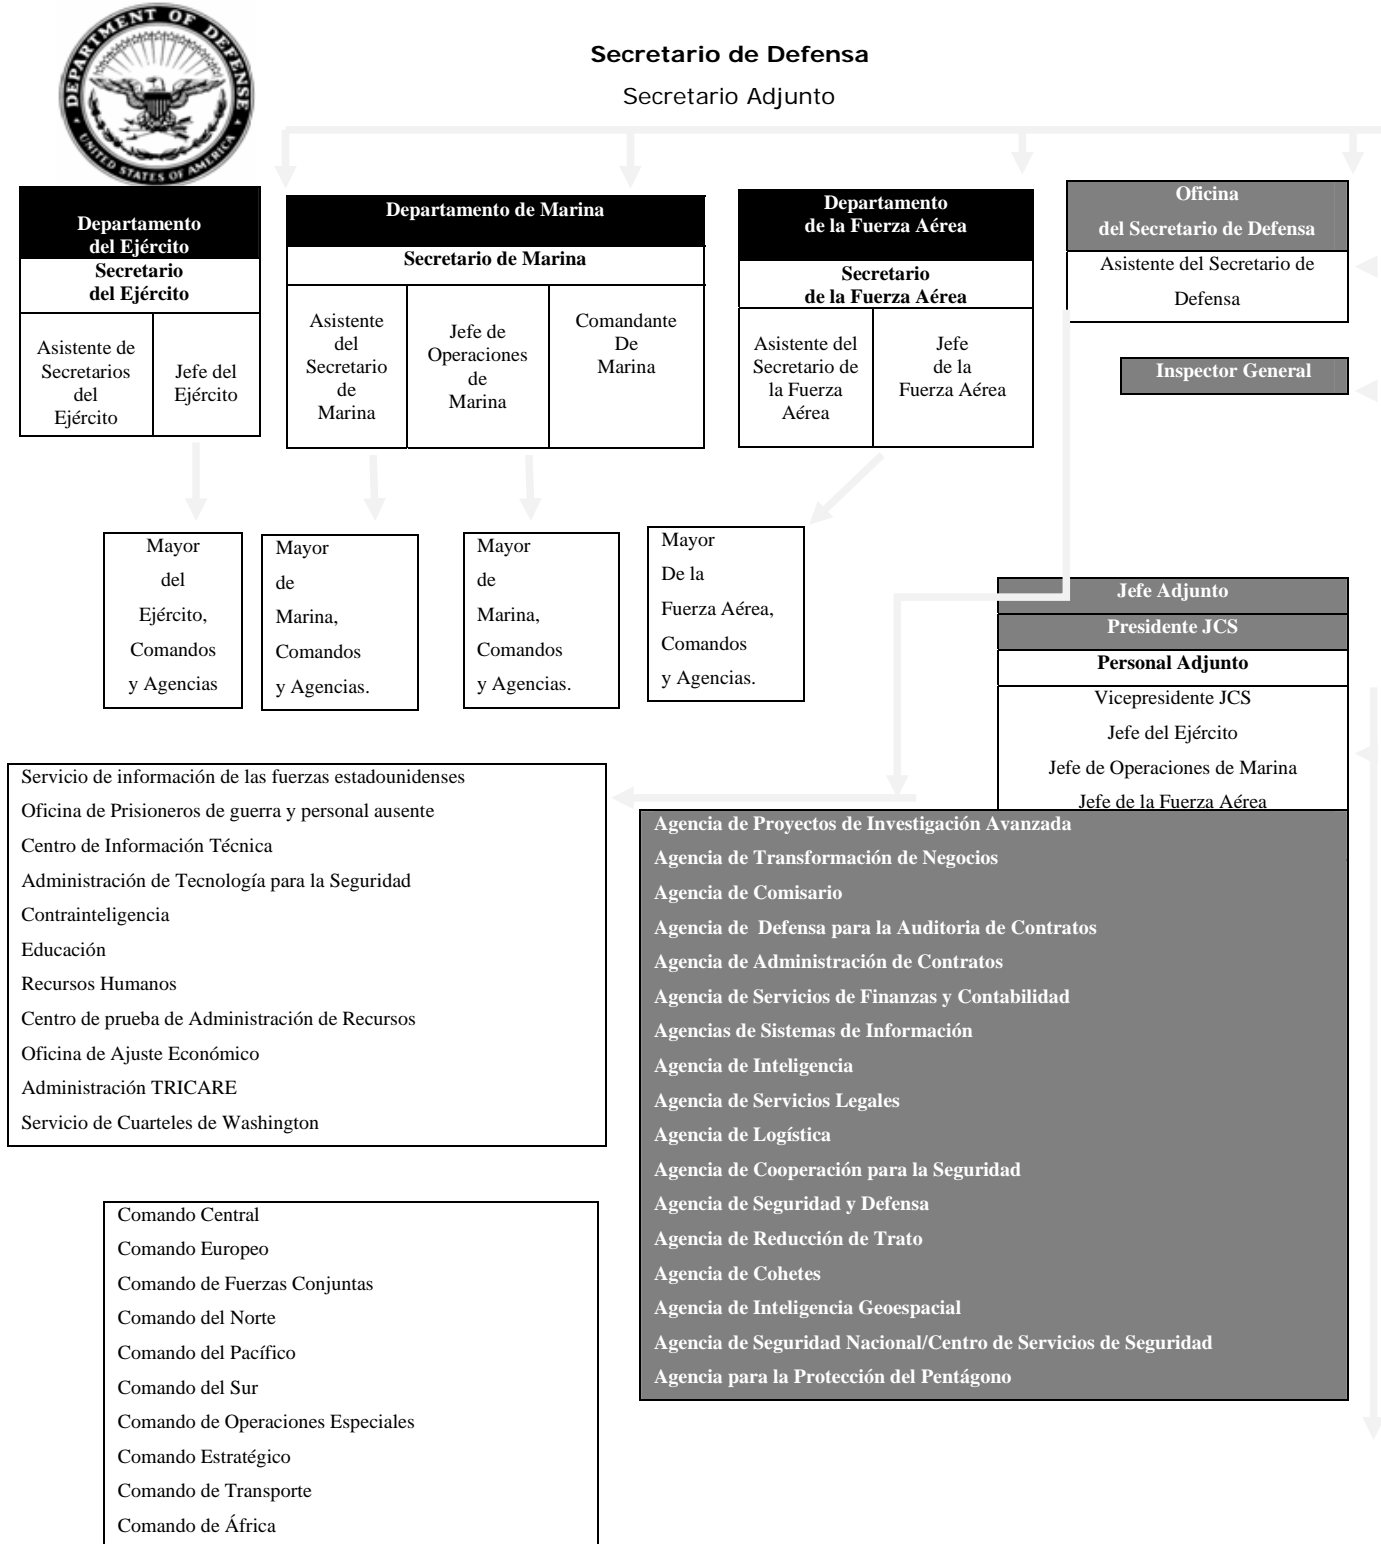 DEPARTMENT OF DEFENSE
UNITED STATES OF AMERICA
Secretario de Defensa
Secretario Adjunto
Departamento
del Ejército
Secretario
del Ejército
Asistente de
Secretarios
del
Ejército
Jefe del
Ejército
Departamento de Marina
Secretario de Marina
Asistente
del
Secretario
de
Marina
Jefe de
Operaciones
de
Marina
Comandante
De
Marina
Departamento
de la Fuerza Aérea
Secretario
de la Fuerza Aérea
Asistente del
Secretario de
la Fuerza
Aérea
Jefe
de la
Fuerza Aérea
Oficina
del Secretario de Defensa
Asistente del Secretario de
Defensa
Inspector General
Mayor
del
Ejército,
Comandos
y Agencias
Mayor
de
Marina,
Comandos
y Agencias.
Mayor
de
Marina,
Comandos
y Agencias.
Mayor
De la
Fuerza Aérea,
Comandos
y Agencias.
Jefe Adjunto
Presidente JCS
Personal Adjunto
Vicepresidente JCS
Jefe del Ejército
Jefe de Operaciones de Marina
Jefe de la Fuerza Aérea
Servicio de información de las fuerzas estadounidenses
Oficina de Prisioneros de guerra y personal ausente
Centro de Información Técnica
Administración de Tecnología para la Seguridad
Contrainteligencia
Educación
Recursos Humanos
Centro de prueba de Administración de Recursos
Oficina de Ajuste Económico
Administración TRICARE
Servicio de Cuarteles de Washington
Agencia de Proyectos de Investigación Avanzada
Agencia de Transformación de Negocios
Agencia de Comisario
Agencia de  Defensa para la Auditoria de Contratos
Agencia de Administración de Contratos
Agencia de Servicios de Finanzas y Contabilidad
Agencias de Sistemas de Información
Agencia de Inteligencia
Agencia de Servicios Legales
Agencia de Logística
Agencia de Cooperación para la Seguridad
Agencia de Seguridad y Defensa
Agencia de Reducción de Trato
Agencia de Cohetes
Agencia de Inteligencia Geoespacial
Agencia de Seguridad Nacional/Centro de Servicios de Seguridad
Agencia para la Protección del Pentágono
Comando Central
Comando Europeo
Comando de Fuerzas Conjuntas
Comando del Norte
Comando del Pacífico
Comando del Sur
Comando de Operaciones Especiales
Comando Estratégico
Comando de Transporte
Comando de África